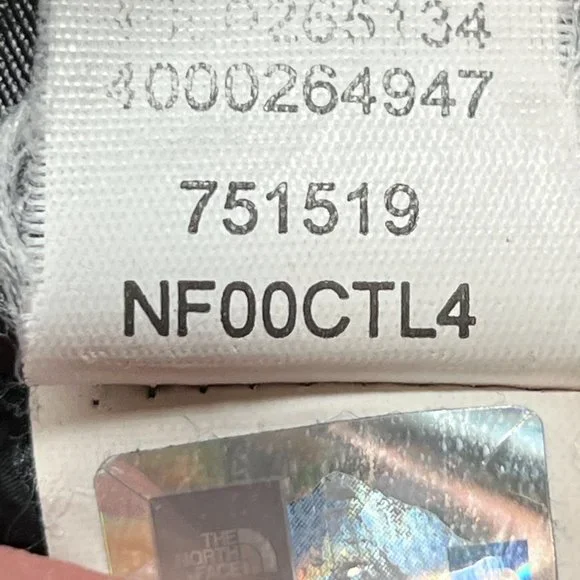 4000264947
751519
NF00CTL4
THE
NORTH
FACE